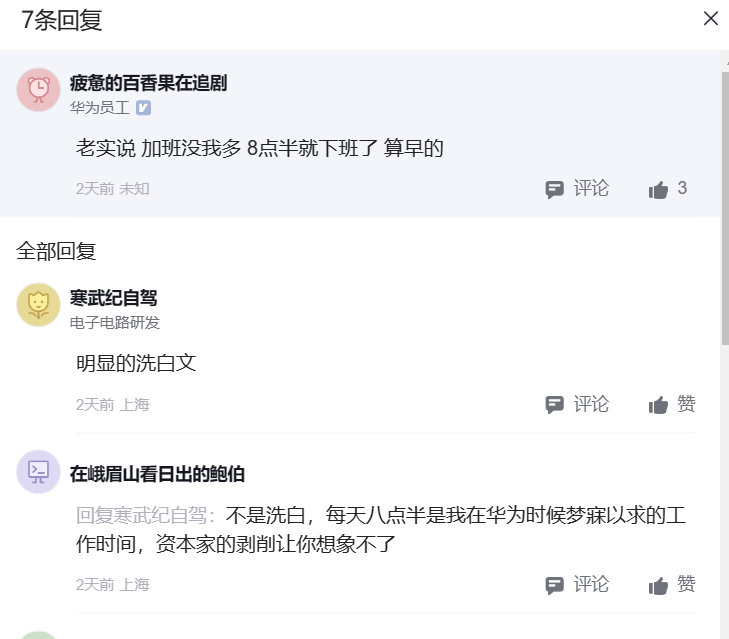 7条回复
疲惫的百香果在追剧
华为员工
老实说 加班没我多 8点半就下班了 算早的
2天前 未知
评论
3
全部回复
寒武纪自驾
电子电路研发
明显的洗白文
2天前 上海
评论
赞
在峨眉山看日出的鲍伯
回复寒武纪自驾：不是洗白，每天八点半是我在华为时候梦寐以求的工
作时间，资本家的剥削让你想象不了
2天前 上海
评论
赞